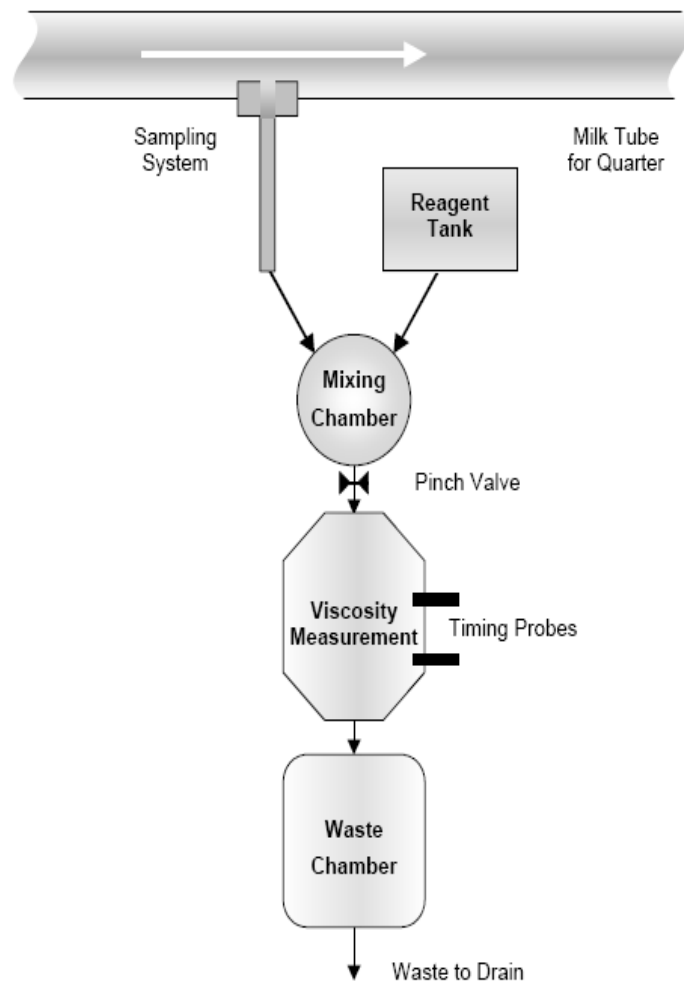 Sampling
System
Milk Tube
for Quarter
Reagent
Tank
Mixing
Chamber
Pinch Valve
Viscosity
Measurement
Timing Probes
Waste
Chamber
Waste to Drain